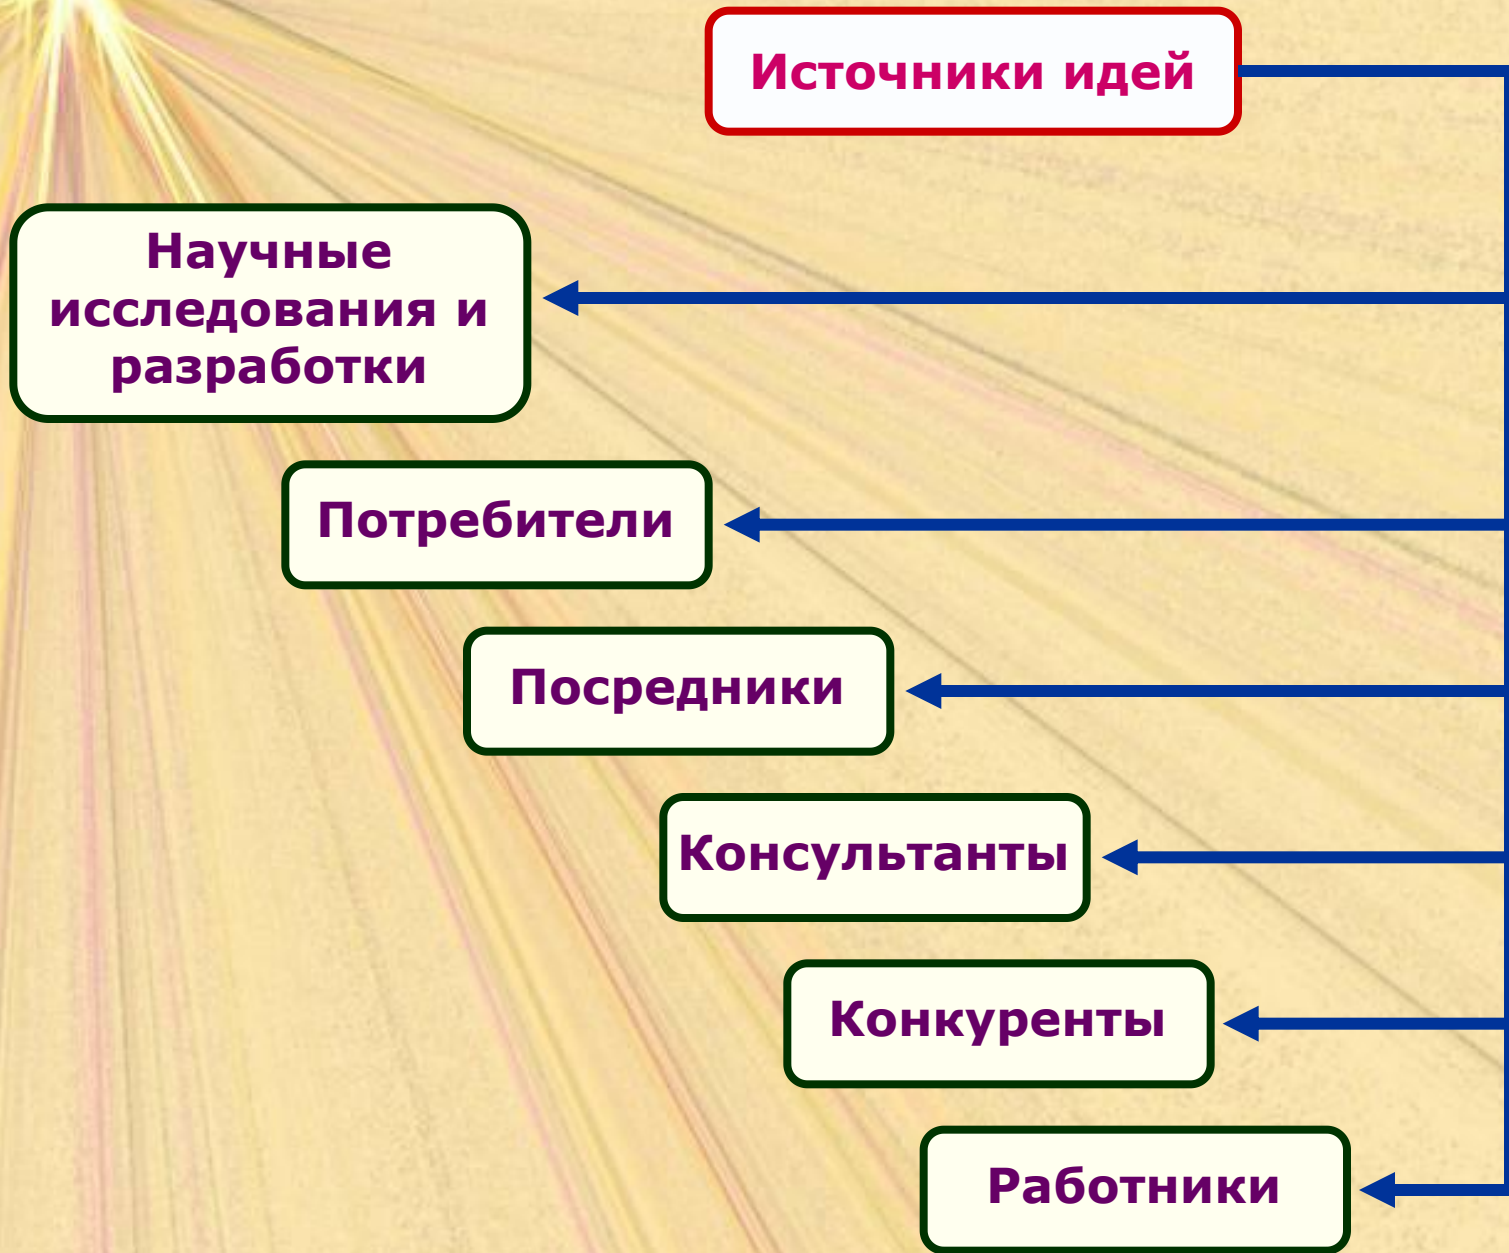 Источники идей
Научные
исследования и
разработки
Потребители
Посредники
Консультанты
Конкуренты
Работники